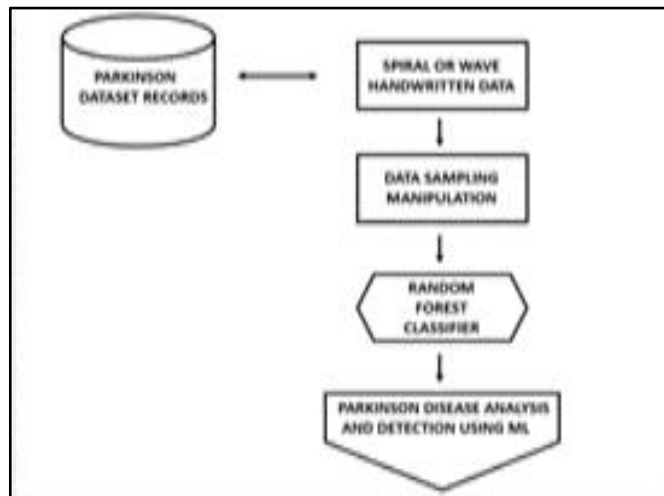 PARKINSON
DATASET RECORDS
SPIRAL OR WAVE
HANDWRITTEN DATA
DATA SAMPLING
MANIPULATION
RANDOM
FOREST
CLASSIFIER
PARKINSON DISEASE ANALYSIS
AND DETECTION USING ML